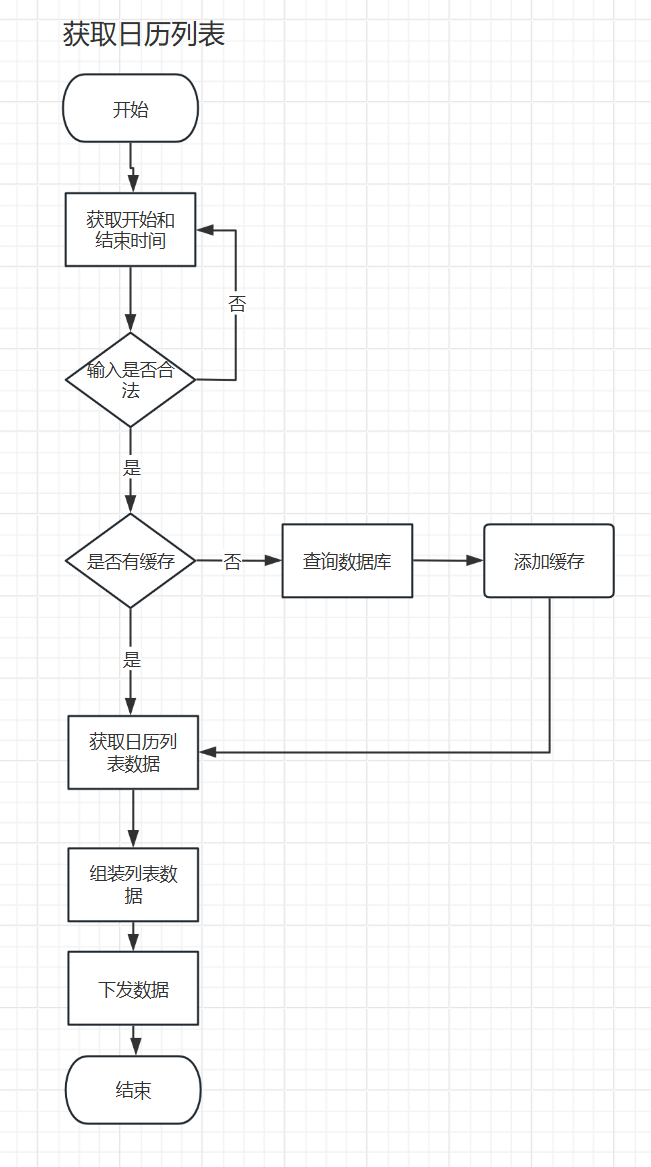 获取日历列表
开始
获取开始和
结束时间
否
输入是否合
法
是
是否有缓存
否
查询数据库
添加缓存
是
获取日历列
表数据
组装列表数
据
下发数据
结束